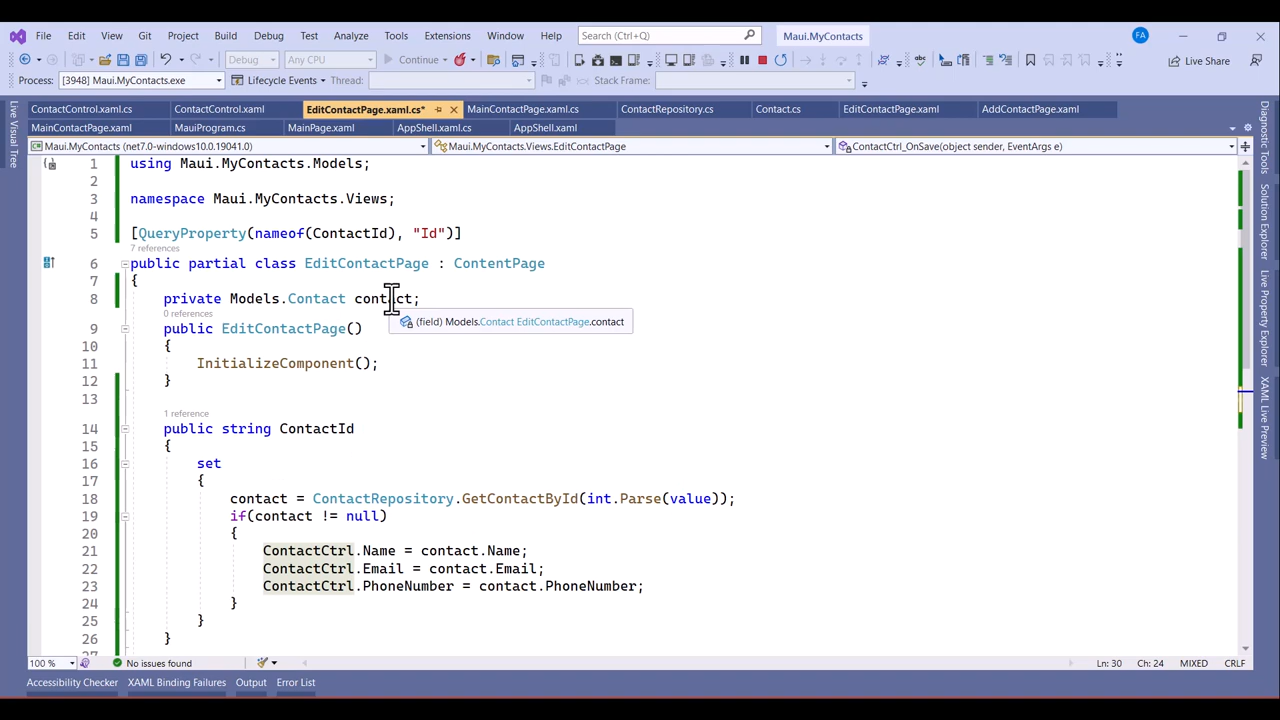 File Edit View Git Project Build Debug Test Analyze Tools Extensions Window Help Search (Ctrl+Q) Maui.MyContacts FA
Debug Any CPU Continue Live Share
Process: [3948] Maui.MyContacts.exe Lifecycle Events Thread: Stack Frame:
ContactControl.xaml.cs ContactControl.xaml EditContactPage.xaml.cs* MainContactPage.xaml.cs ContactRepository.cs Contact.cs EditContactPage.xaml AddContactPage.xaml
MainContactPage.xaml MauiProgram.cs MainPage.xaml AppShell.xaml.cs AppShell.xaml
Maui.MyContacts (net7.0-windows10.0.19041.0) Maui.MyContacts.Views.EditContactPage ContactCtrl_OnSave(object sender, EventArgs e)
Live Visual Tree
1 using Maui.MyContacts.Models;
2
3 namespace Maui.MyContacts.Views;
4
5 [QueryProperty(nameof(ContactId), "Id")]
7 references
6 public partial class EditContactPage : ContentPage
7 {
8 private Models.Contact contact;
0 references
(field) Models.Contact EditContactPage.contact
9 public EditContactPage()
10 {
11 InitializeComponent();
12 }
13
1 reference
14 public string ContactId
15 {
16 set
17 {
18 contact = ContactRepository.GetContactById(int.Parse(value));
19 if(contact != null)
20 {
21 ContactCtrl.Name = contact.Name;
22 ContactCtrl.Email = contact.Email;
23 ContactCtrl.PhoneNumber = contact.PhoneNumber;
24 }
25 }
26 }
Diagnostic Tools
Solution Explorer
Live Property Explorer
XAML Live Preview
100 % No issues found Ln: 30 Ch: 24 MIXED CRLF
Accessibility Checker XAML Binding Failures Output Error List